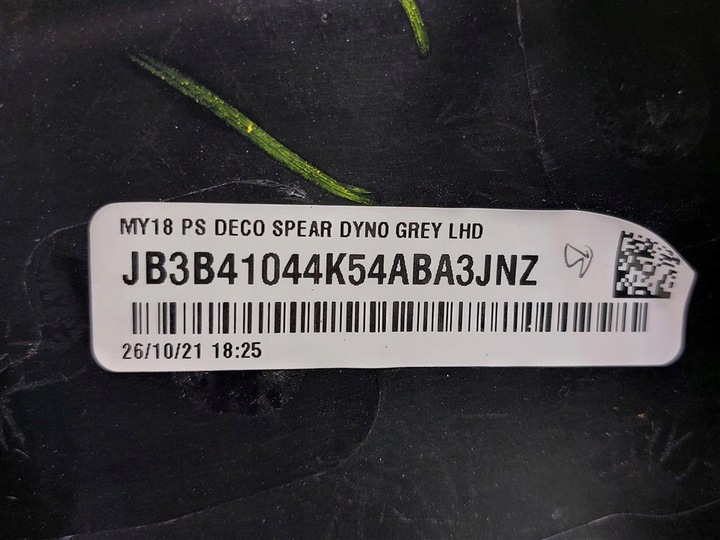 MY18 PS DECO SPEAR DYNO GREY LHD
JB3B41044K54ABA3JNZ
26/10/21 18:25